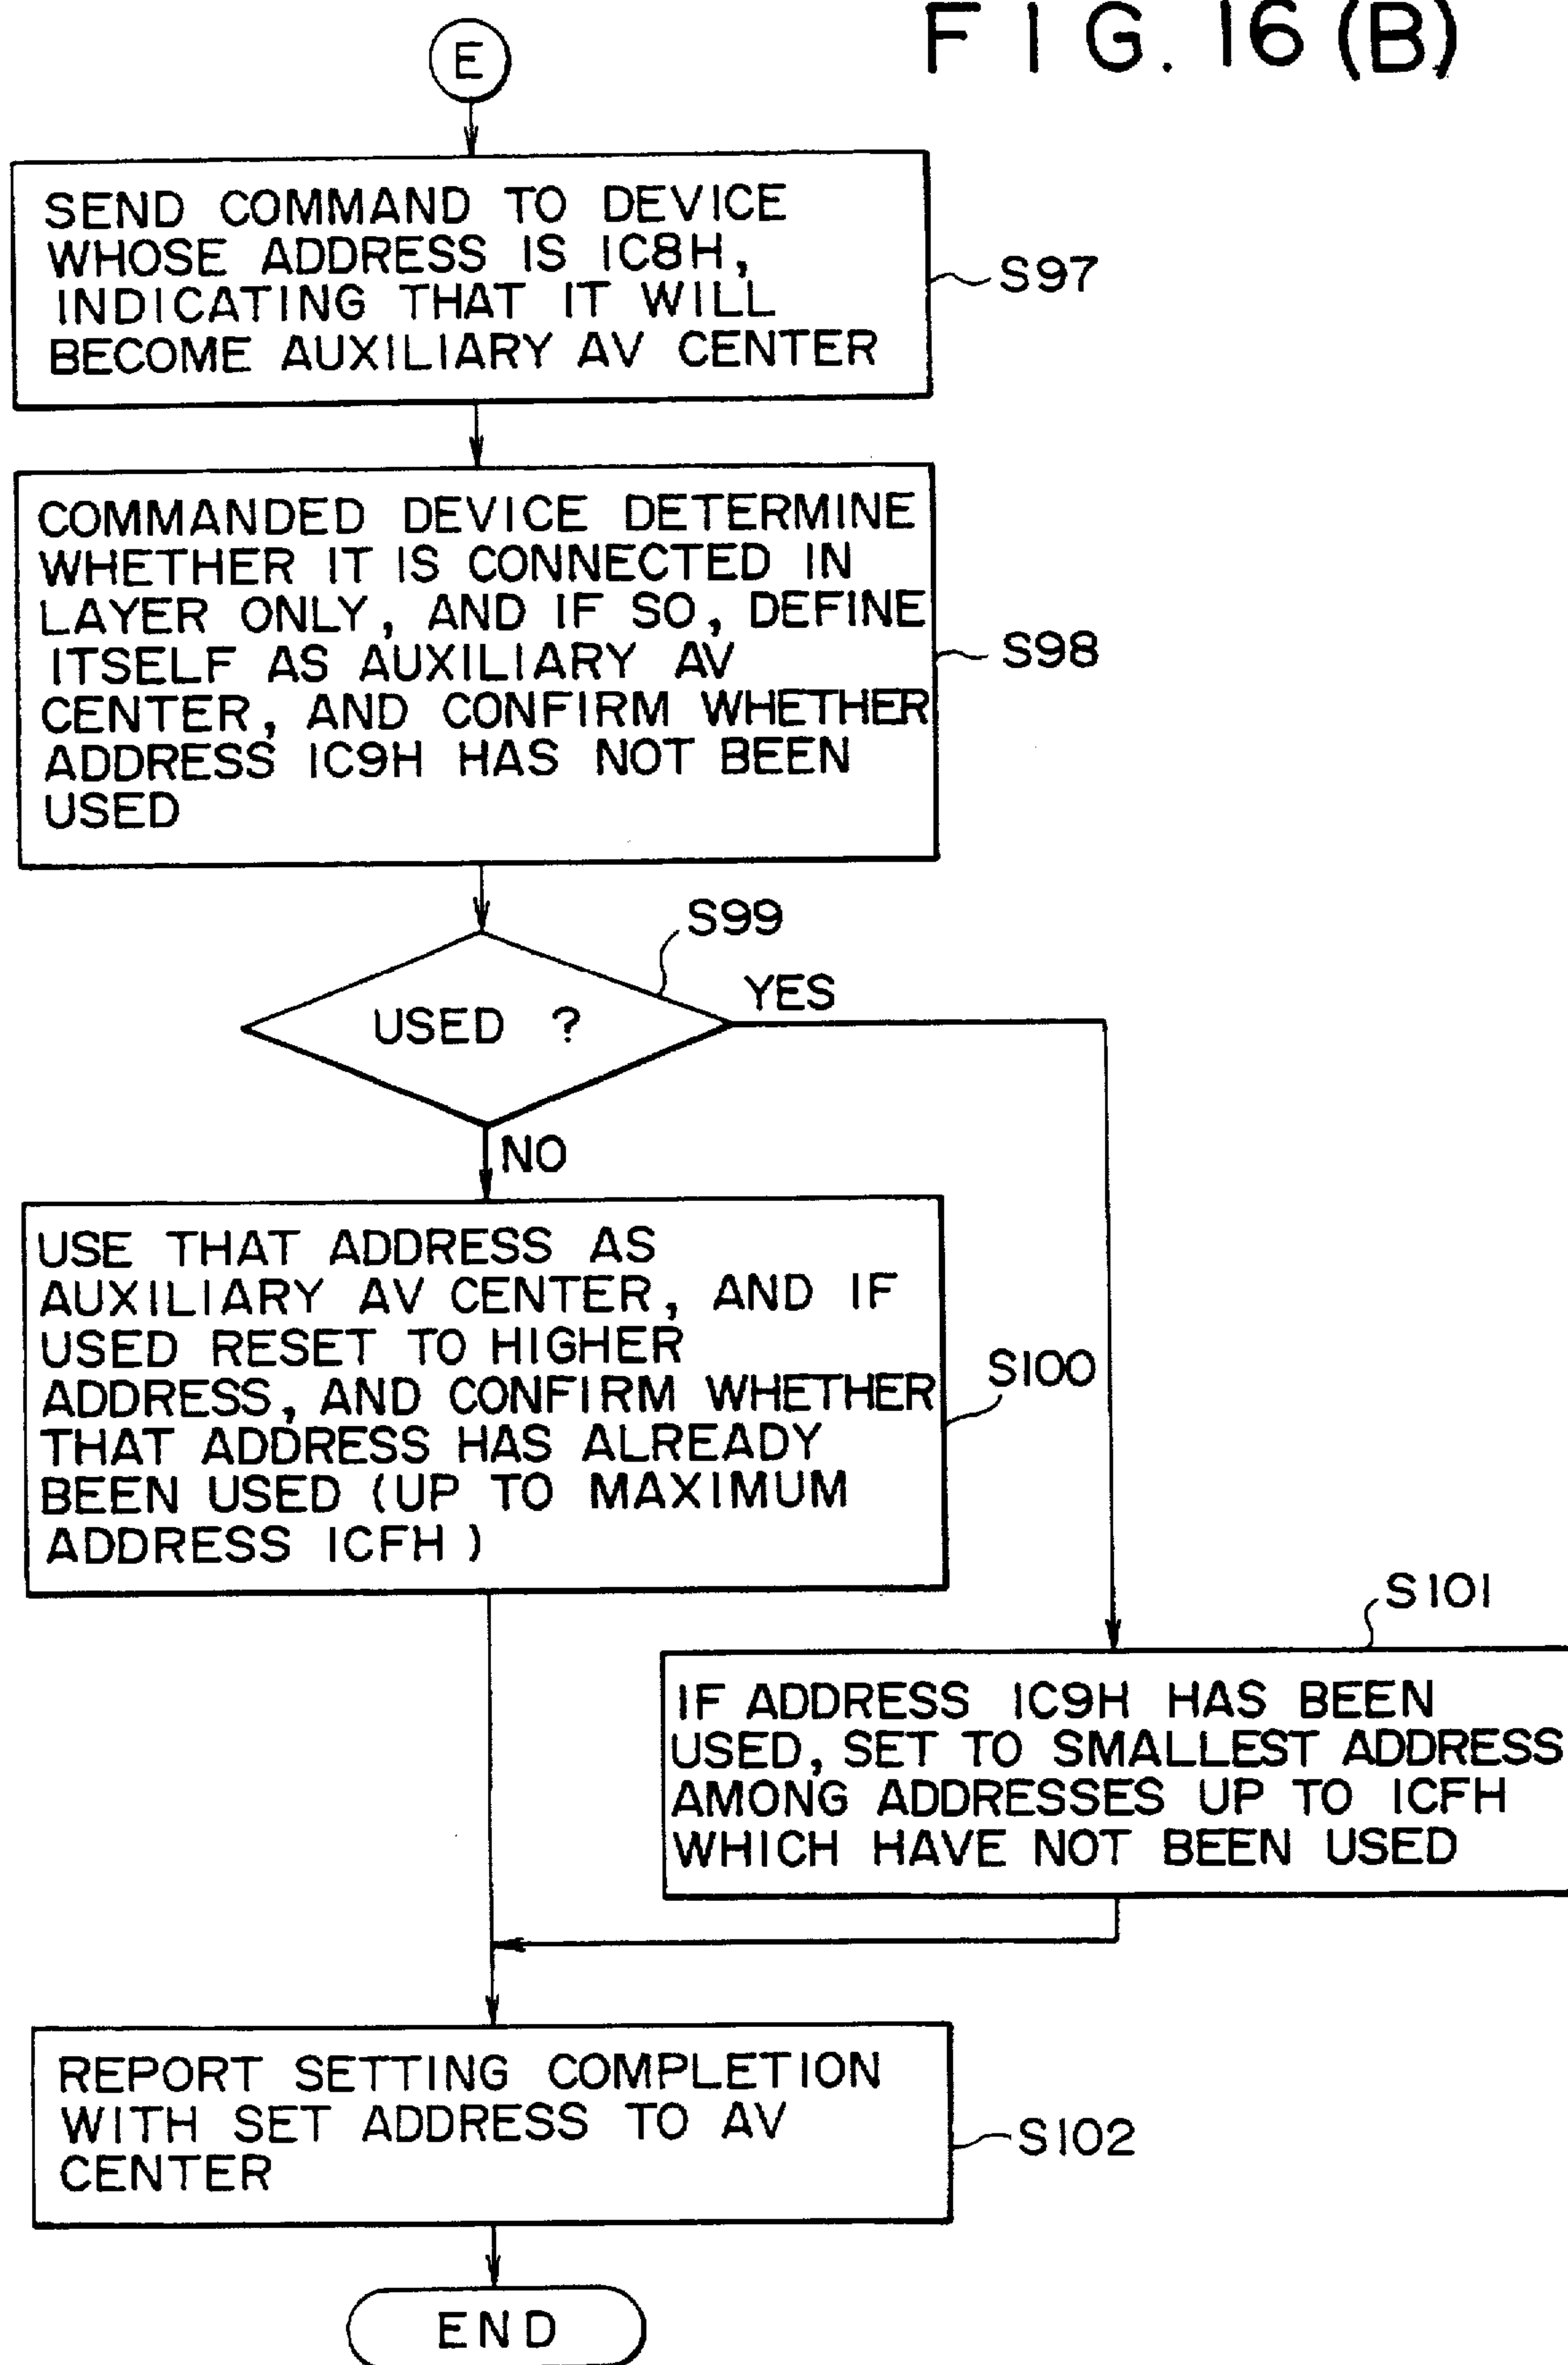 F I G. 16 (B)
E
SEND COMMAND TO DEVICE
WHOSE ADDRESS IS 1C8H,
INDICATING THAT IT WILL
BECOME AUXILIARY AV CENTER
S97
COMMANDED DEVICE DETERMINE
WHETHER IT IS CONNECTED IN
LAYER ONLY, AND IF SO, DEFINE
ITSELF AS AUXILIARY AV
CENTER, AND CONFIRM WHETHER
ADDRESS 1C9H HAS NOT BEEN
USED
S98
S99
USED ?
YES
NO
USE THAT ADDRESS AS
AUXILIARY AV CENTER, AND IF
USED RESET TO HIGHER
ADDRESS, AND CONFIRM WHETHER
THAT ADDRESS HAS ALREADY
BEEN USED (UP TO MAXIMUM
ADDRESS 1CFH )
S100
S101
IF ADDRESS 1C9H HAS BEEN
USED, SET TO SMALLEST ADDRESS
AMONG ADDRESSES UP TO 1CFH
WHICH HAVE NOT BEEN USED
REPORT SETTING COMPLETION
WITH SET ADDRESS TO AV
CENTER
S102
END